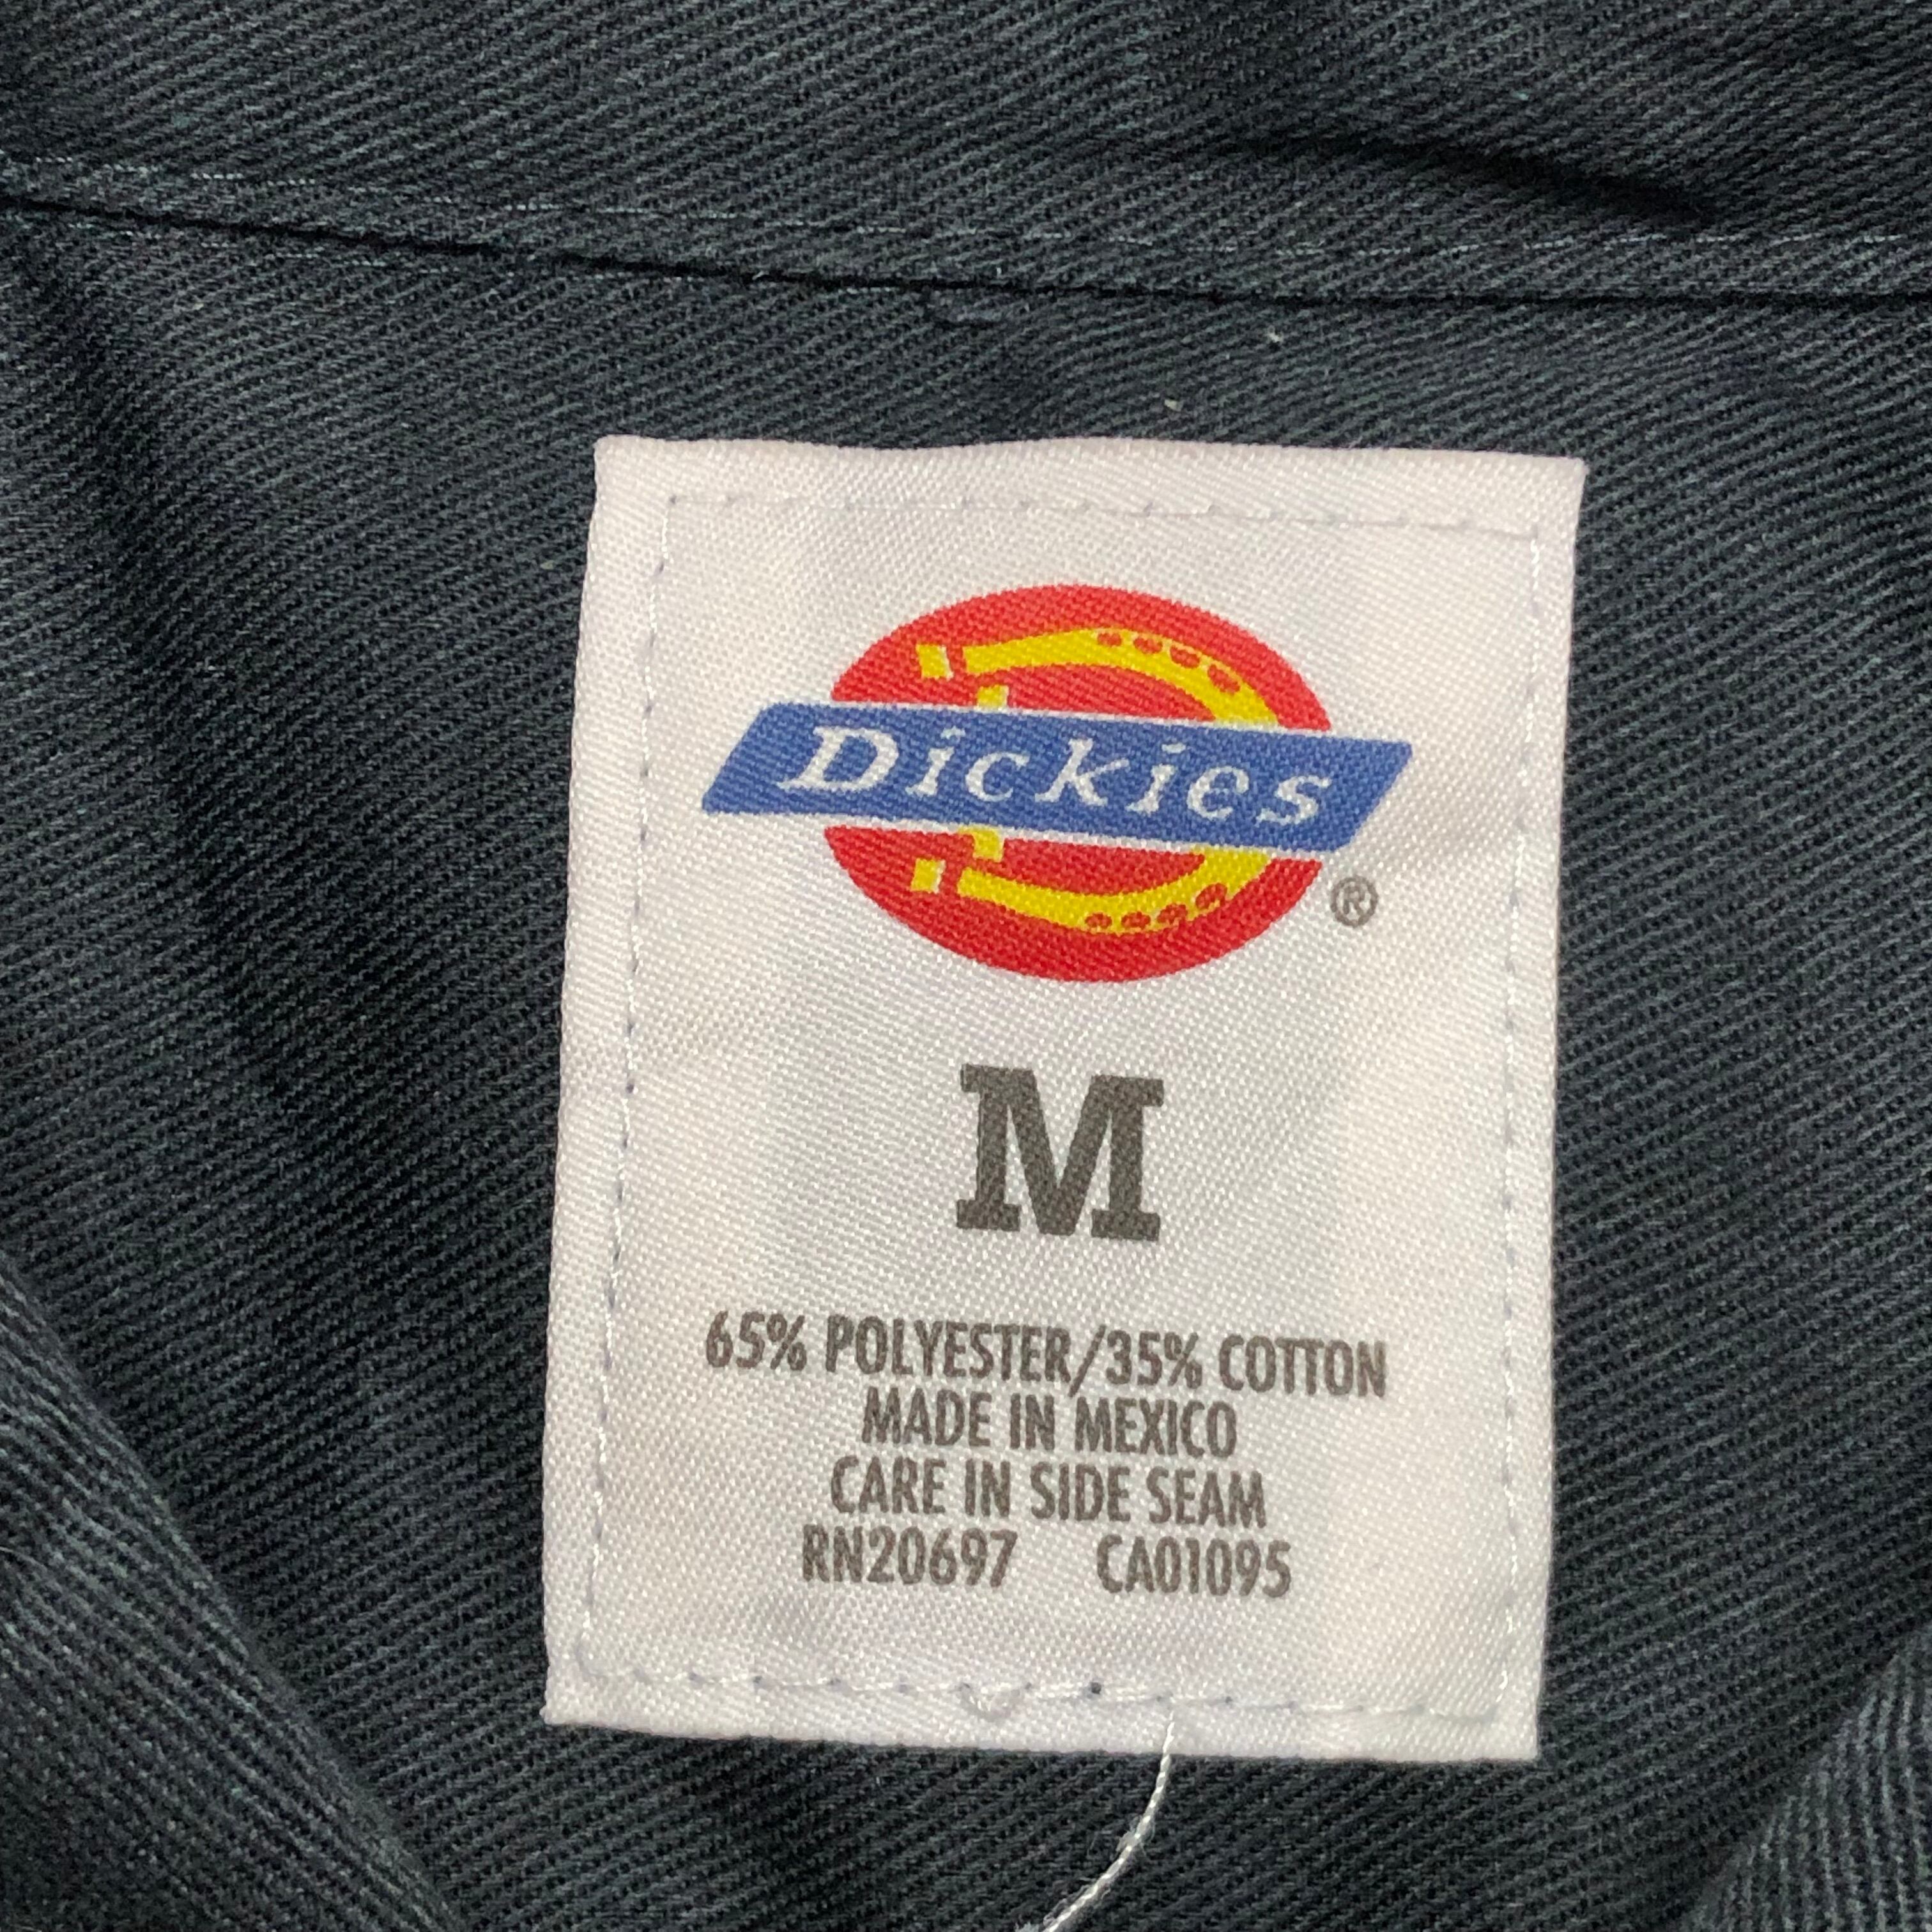 Dickies
®
M
65% POLYESTER/35% COTTON
MADE IN MEXICO
CARE IN SIDE SEAM
RN20697 CA01095